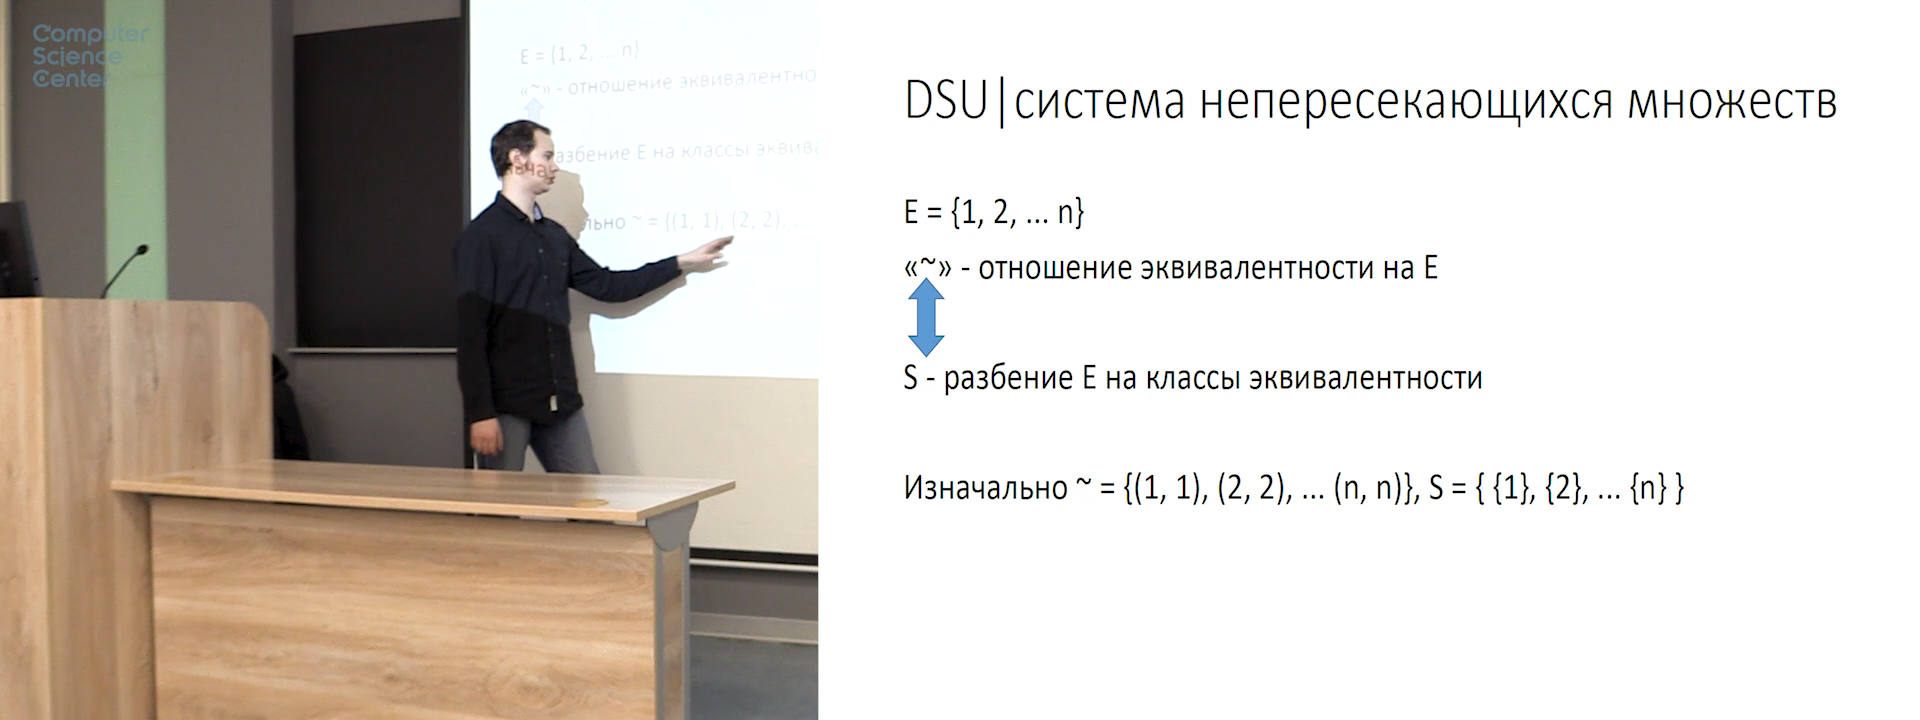 Computer
Science
Center
E = {1, 2, ... n}
«~» - отношение эквивалентно
азбение E на классы эквива
льно ~ = {(1, 1), (2, 2), ...
DSU|система непересекающихся множеств
E = {1, 2, ... n}
«~» - отношение эквивалентности на E
S - разбение E на классы эквивалентности
Изначально ~ = {(1, 1), (2, 2), ... (n, n)}, S = { {1}, {2}, ... {n} }